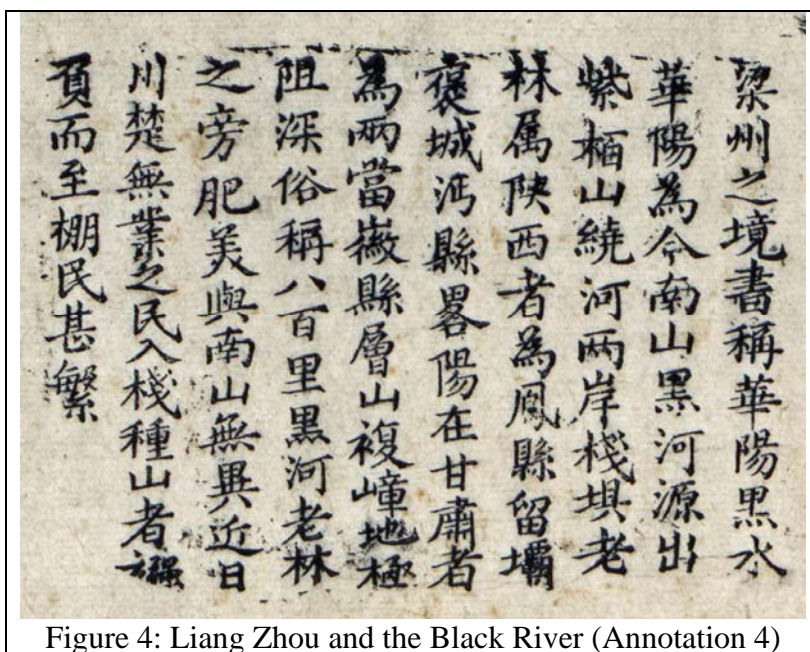 梁州之境書稱華陽黑水
華陽為今南山黑河源出
紫栢山繞河兩岸棧埧老
林属陝西者為鳳縣留壩
褒城沔縣畧陽在甘肅者
為兩當徽縣層山複嶂地極
阻深俗稱八百里黑河老林
之旁肥美與南山無異近日
川楚無業之民入棧種山者襁
負而至棚民甚繁
Figure 4: Liang Zhou and the Black River (Annotation 4)